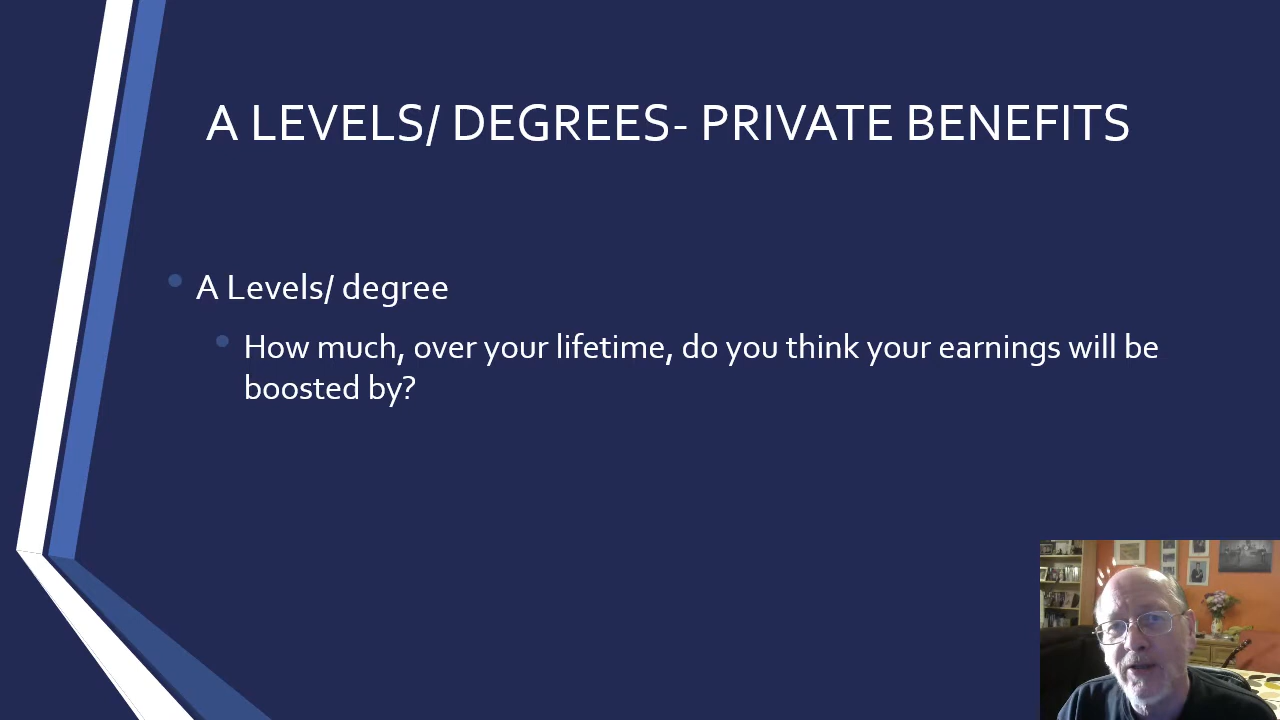 A LEVELS/ DEGREES- PRIVATE BENEFITS
A Levels/ degree
How much, over your lifetime, do you think your earnings will be
boosted by?